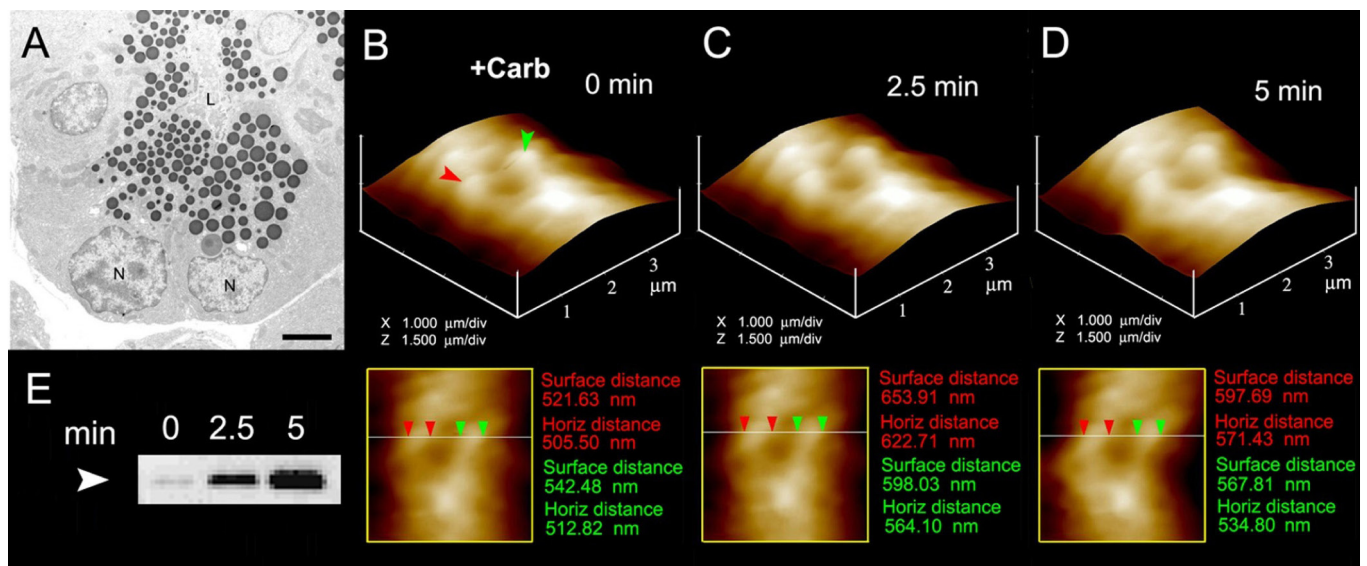 A
L
N
N
B
+Carb
0 min
3
2
μm
1
X 1.000 μm/div
Z 1.500 μm/div
C
2.5 min
3
2
μm
1
X 1.000 μm/div
Z 1.500 μm/div
D
5 min
3
2
μm
1
X 1.000 μm/div
Z 1.500 μm/div
E
min 0 2.5 5
Surface distance
521.63 nm
Horiz distance
505.50 nm
Surface distance
542.48 nm
Horiz distance
512.82 nm
Surface distance
653.91 nm
Horiz distance
622.71 nm
Surface distance
598.03 nm
Horiz distance
564.10 nm
Surface distance
597.69 nm
Horiz distance
571.43 nm
Surface distance
567.81 nm
Horiz distance
534.80 nm